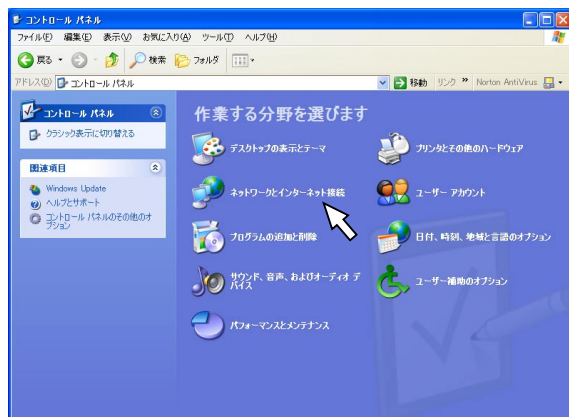 コントロール パネル
ファイル(F) 編集(E) 表示(V) お気に入り(A) ツール(T) ヘルプ(H)
戻る 検索 フォルダ
アドレス(D) コントロール パネル 移動 リンク » Norton AntiVirus
コントロール パネル
クラシック表示に切り替える
関連項目
Windows Update
ヘルプとサポート
コントロール パネルのその他のオ
プション
作業する分野を選びます
デスクトップの表示とテーマ
プリンタとその他のハードウェア
ネットワークとインターネット接続
ユーザー アカウント
プログラムの追加と削除
日付、時刻、地域と言語のオプション
サウンド、音声、およびオーディオ デ
バイス
ユーザー補助のオプション
パフォーマンスとメンテナンス